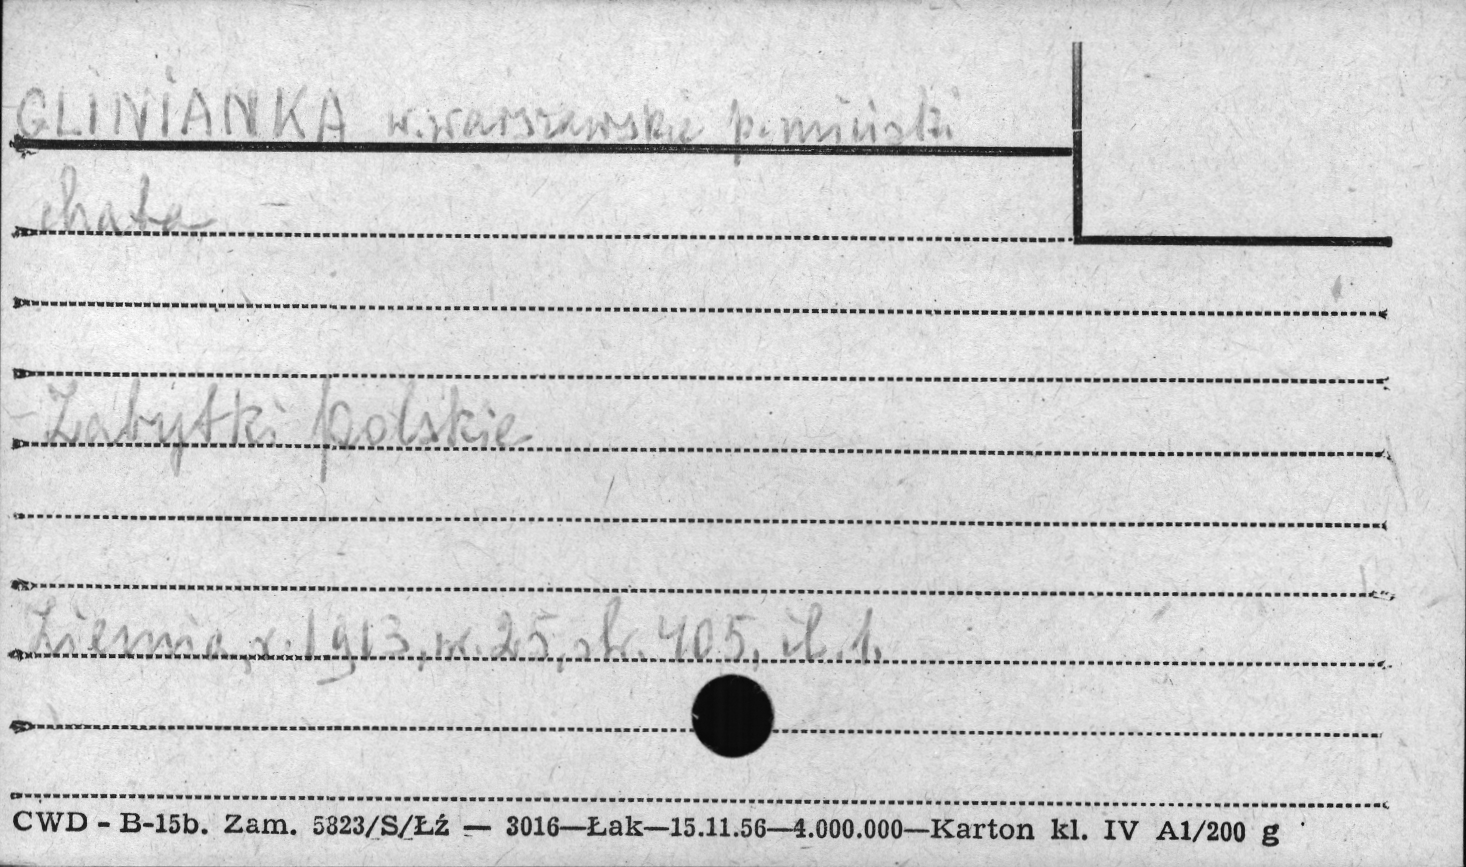 GLINIANKA w. warszawskie p. miński
chata -
- Zabytki polskie
Ziemia, r. 1913, nr. 25, str. 405, il. 1.
CWD - B-15b. Zam. 5823/S/Łź — 3016—Łak—15.11.56—4.000.000—Karton kl. IV A1/200 g